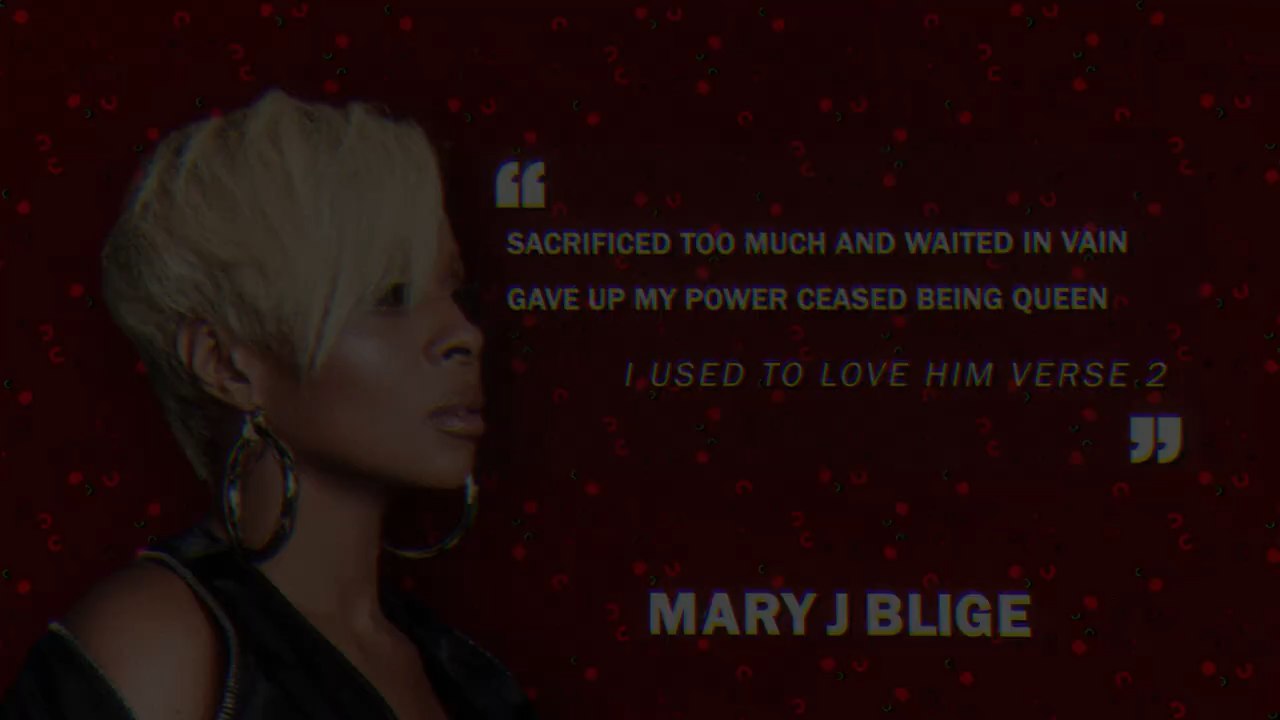 “
SACRIFICED TOO MUCH AND WAITED IN VAIN
GAVE UP MY POWER CEASED BEING QUEEN
I USED TO LOVE HIM VERSE 2
”
MARY J BLIGE